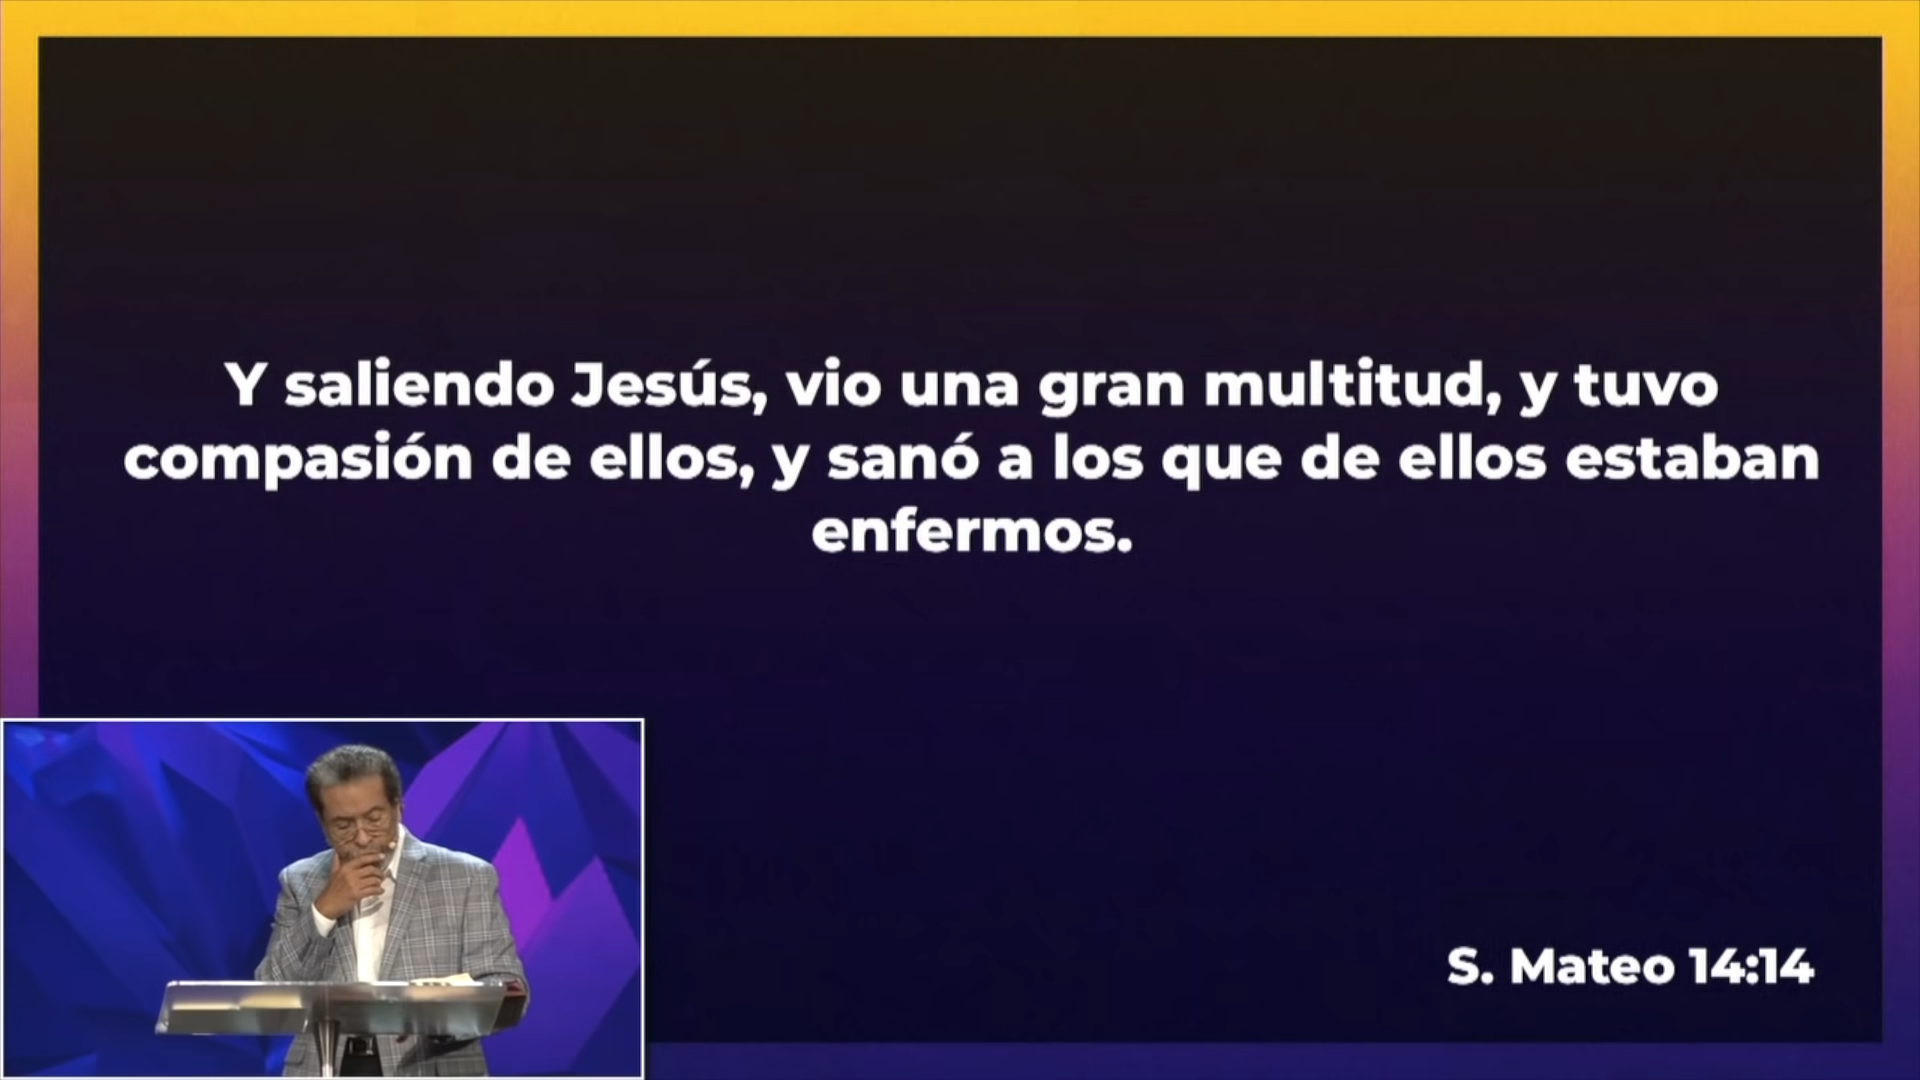 Y saliendo Jesús, vio una gran multitud, y tuvo
compasión de ellos, y sanó a los que de ellos estaban
enfermos.
S. Mateo 14:14